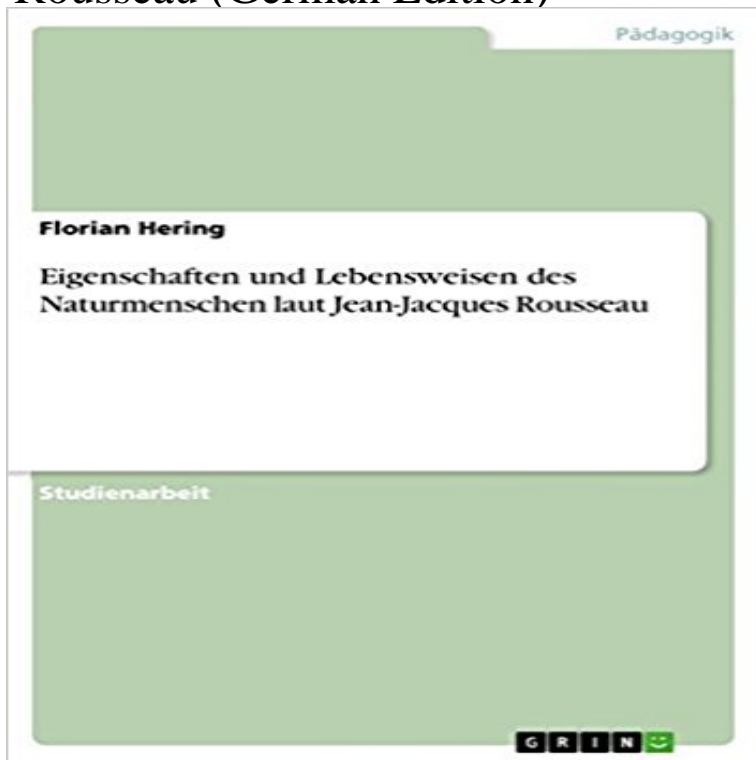 Rousseau (German Edition)
Pädagogik
Florian Hering
Eigenschaften und Lebensweisen des
Naturmenschen laut Jean-Jacques Rousseau
Studienarbeit
GRIN